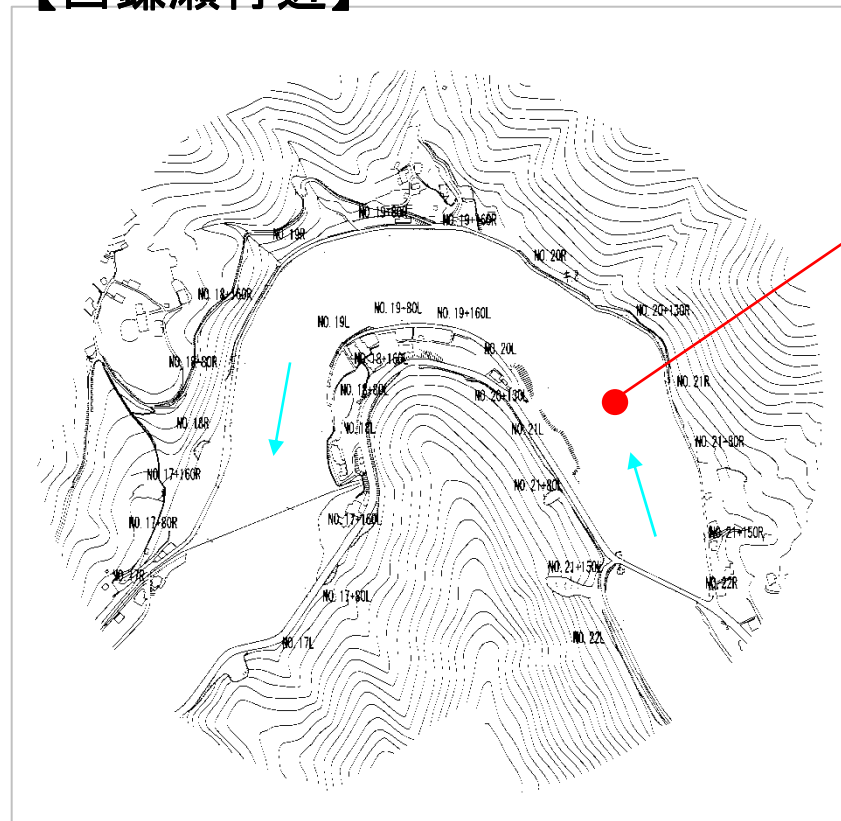 NO. 19+80R
NO. 19+160R
NO. 19R
NO. 20R
キ-2
NO. 18+160R
NO. 19+80L
NO. 19+160L
NO. 20+130R
NO. 19L
NO. 20L
NO. 18+160L
NO. 18+80R
NO. 21R
NO. 18+80L
NO. 20+130L
NO. 18R
NO. 18L
NO. 21L
NO. 21+80R
NO. 17+160R
NO. 21+80L
NO. 17+80R
NO. 17+160L
NO. 21+150R
NO. 21+150L
NO. 17R
NO. 22R
NO. 17+80L
NO. 17L
NO. 22L